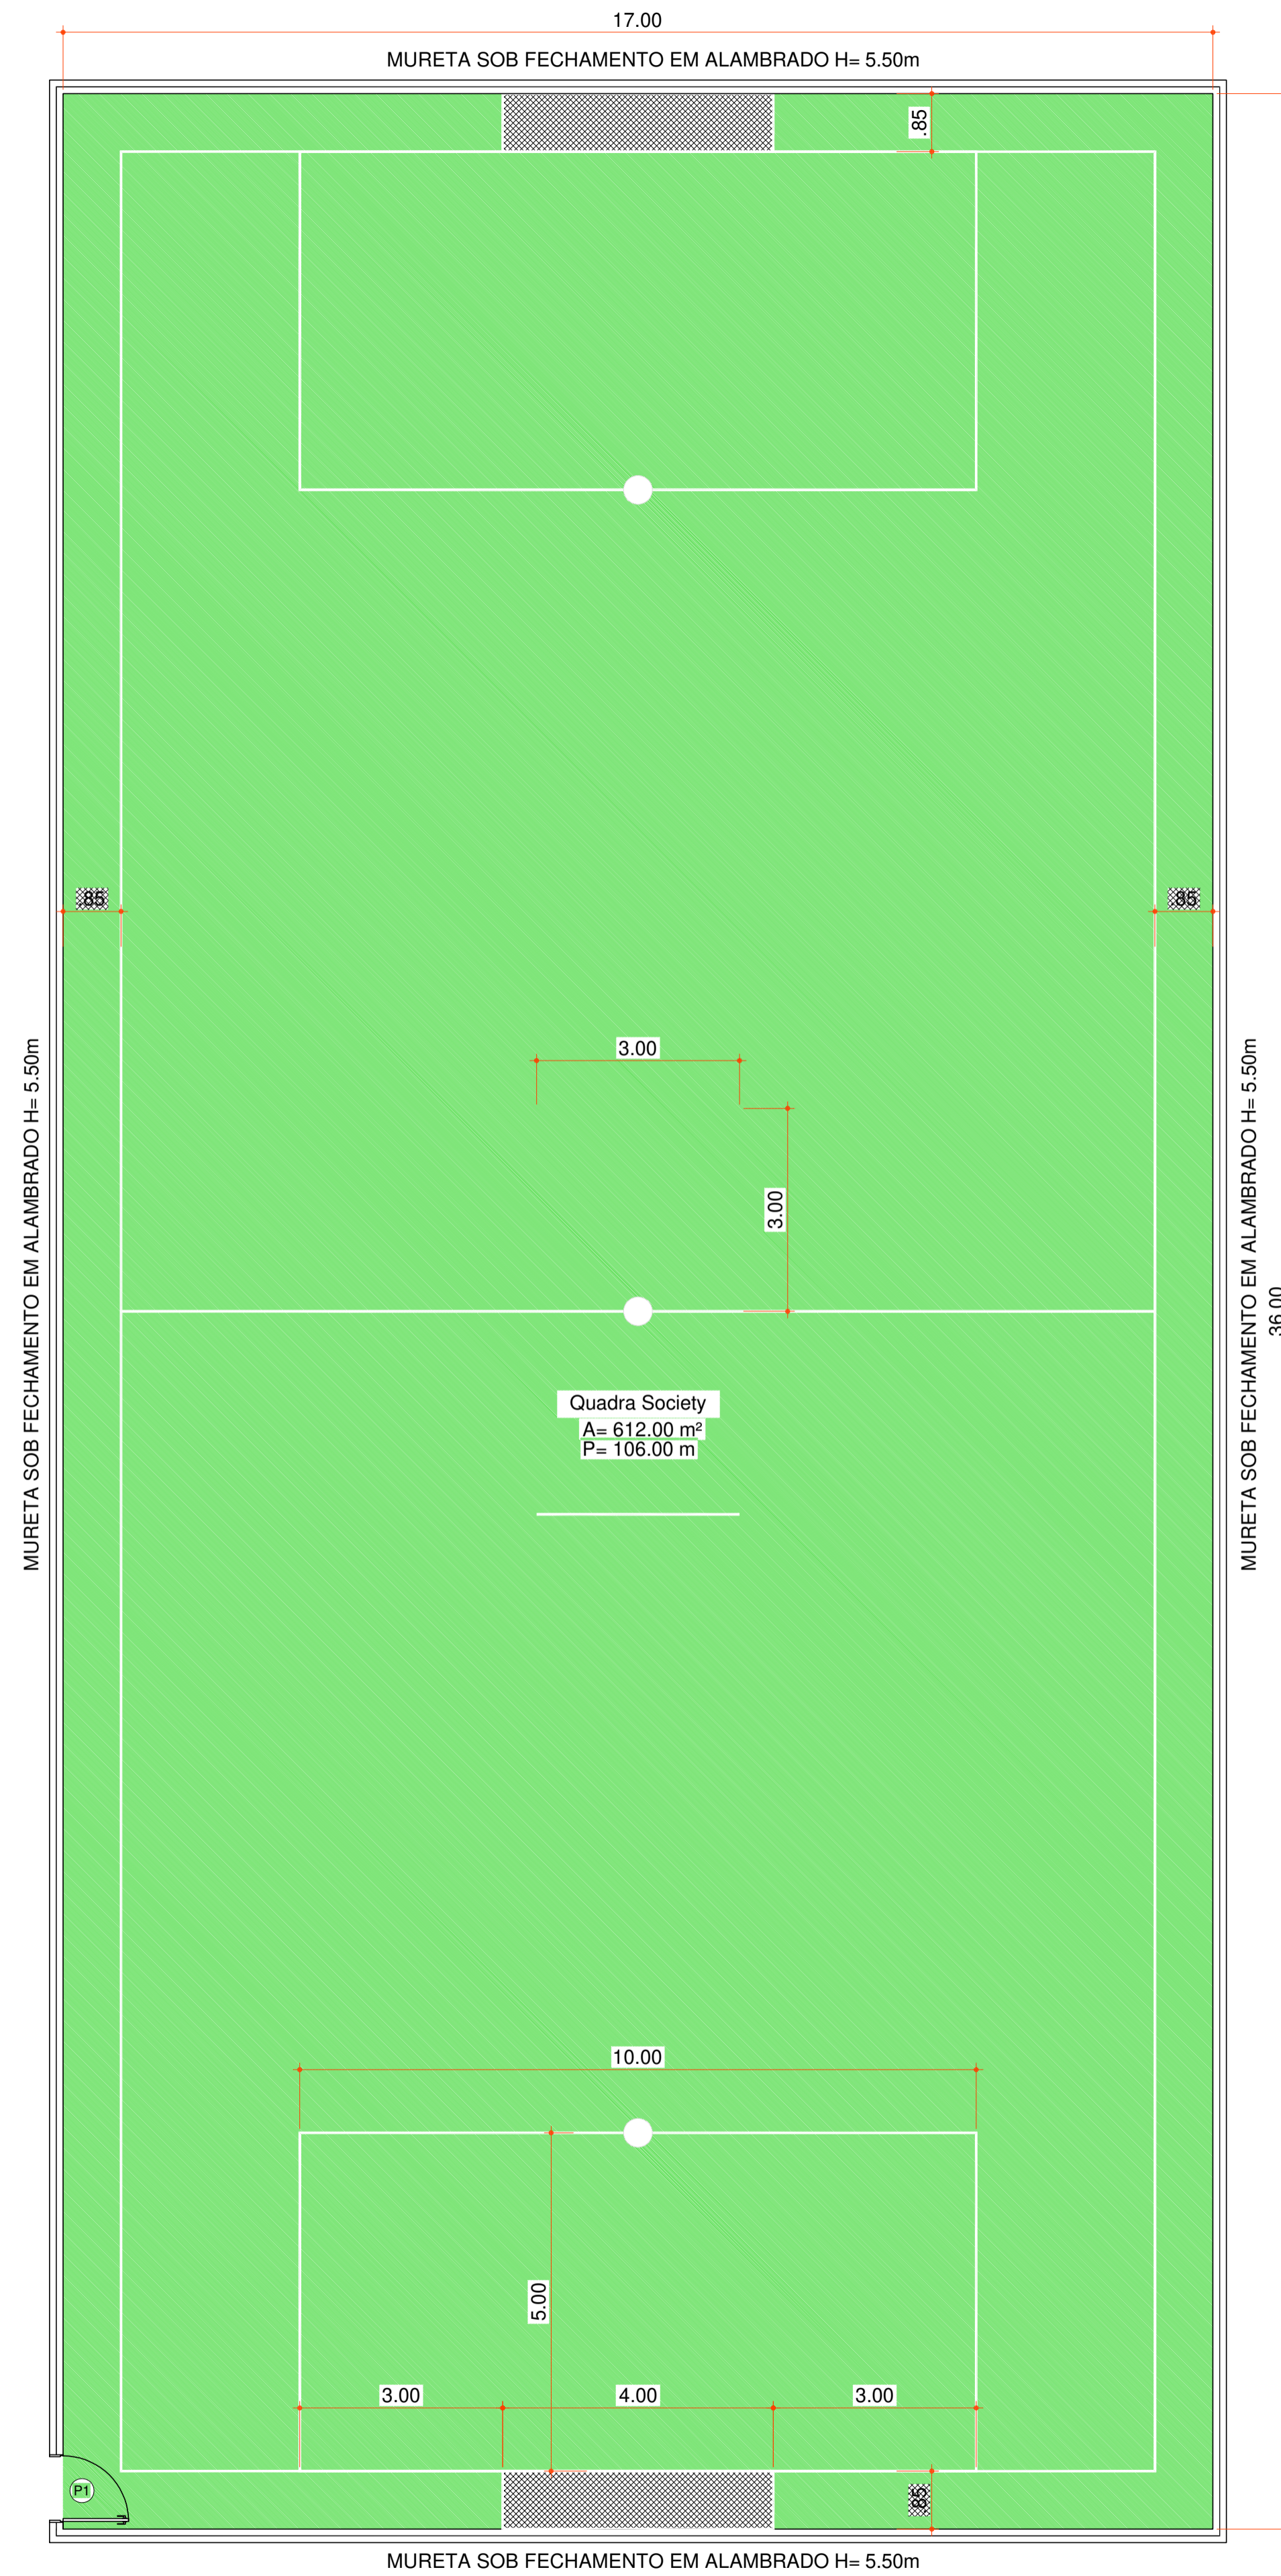 17.00
MURETA SOB FECHAMENTO EM ALAMBRADO H= 5.50m
.85
.85
.85
3.00
3.00
MURETA SOB FECHAMENTO EM ALAMBRADO H= 5.50m
MURETA SOB FECHAMENTO EM ALAMBRADO H= 5.50m
36.00
Quadra Society
A= 612.00 m²
P= 106.00 m
10.00
5.00
3.00
4.00
3.00
P1
.85
MURETA SOB FECHAMENTO EM ALAMBRADO H= 5.50m